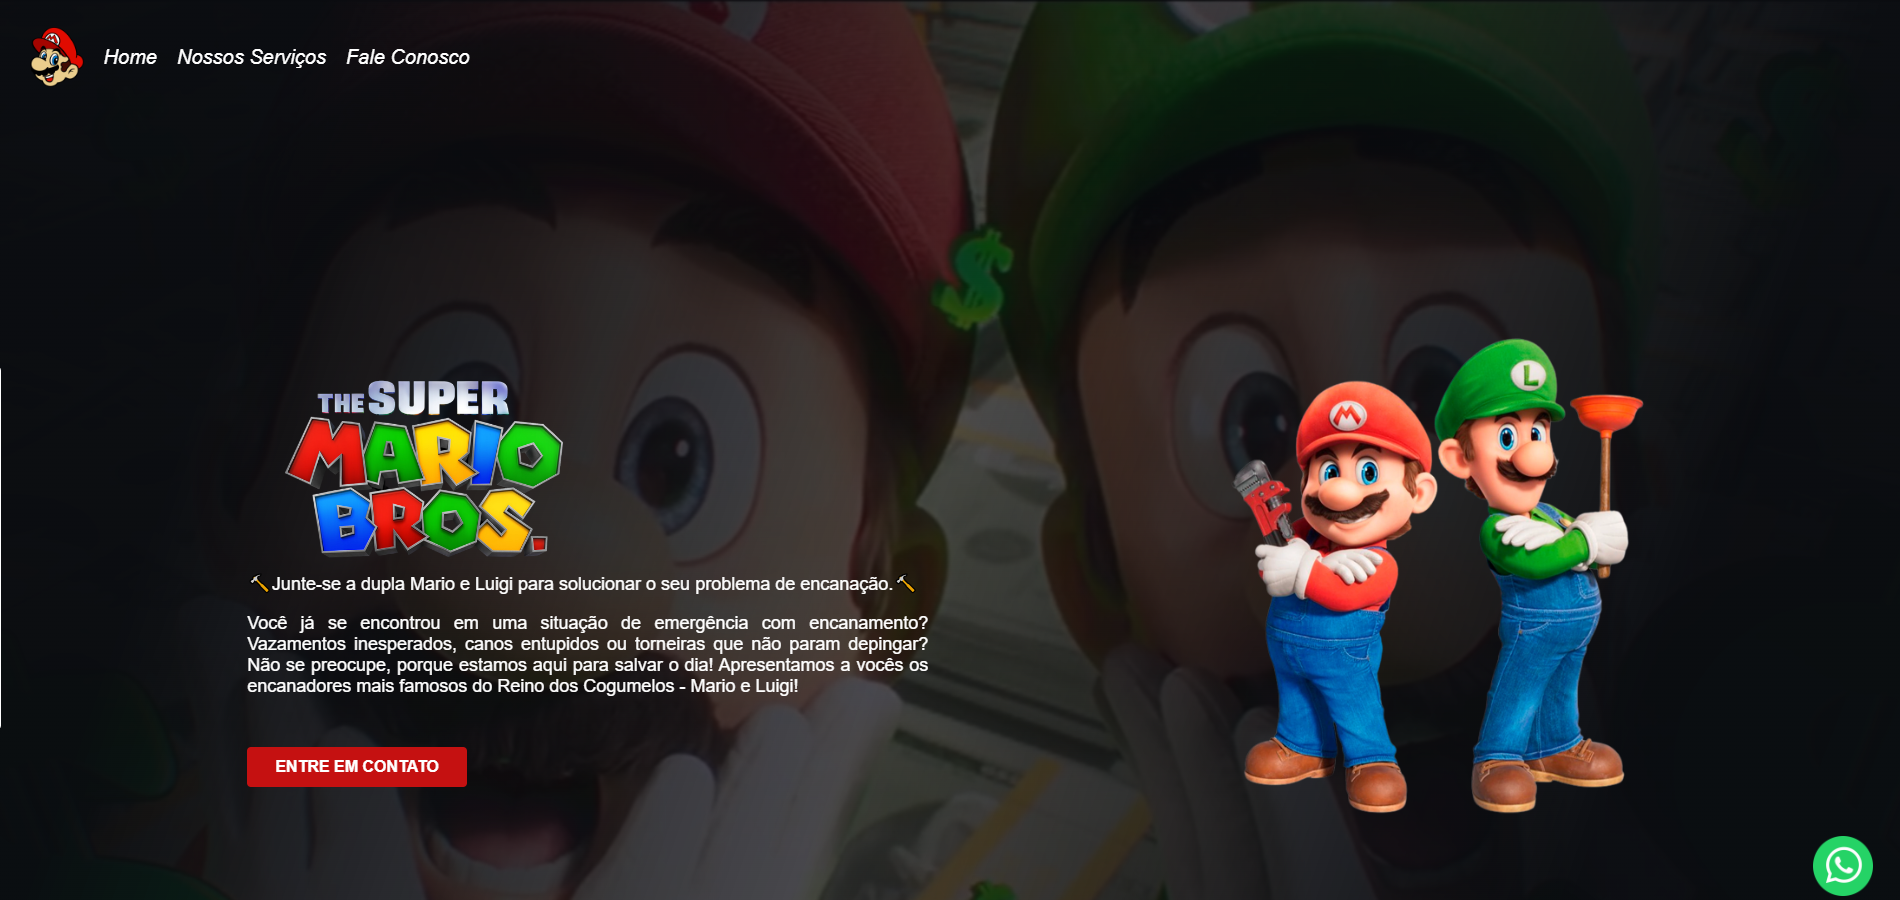 Home Nossos Serviços Fale Conosco
THE SUPER
MARIO
BROS.
🔨Junte-se a dupla Mario e Luigi para solucionar o seu problema de encanação.🔨
Você já se encontrou em uma situação de emergência com encanamento?
Vazamentos inesperados, canos entupidos ou torneiras que não param depingar?
Não se preocupe, porque estamos aqui para salvar o dia! Apresentamos a vocês os
encanadores mais famosos do Reino dos Cogumelos - Mario e Luigi!
ENTRE EM CONTATO
M
L